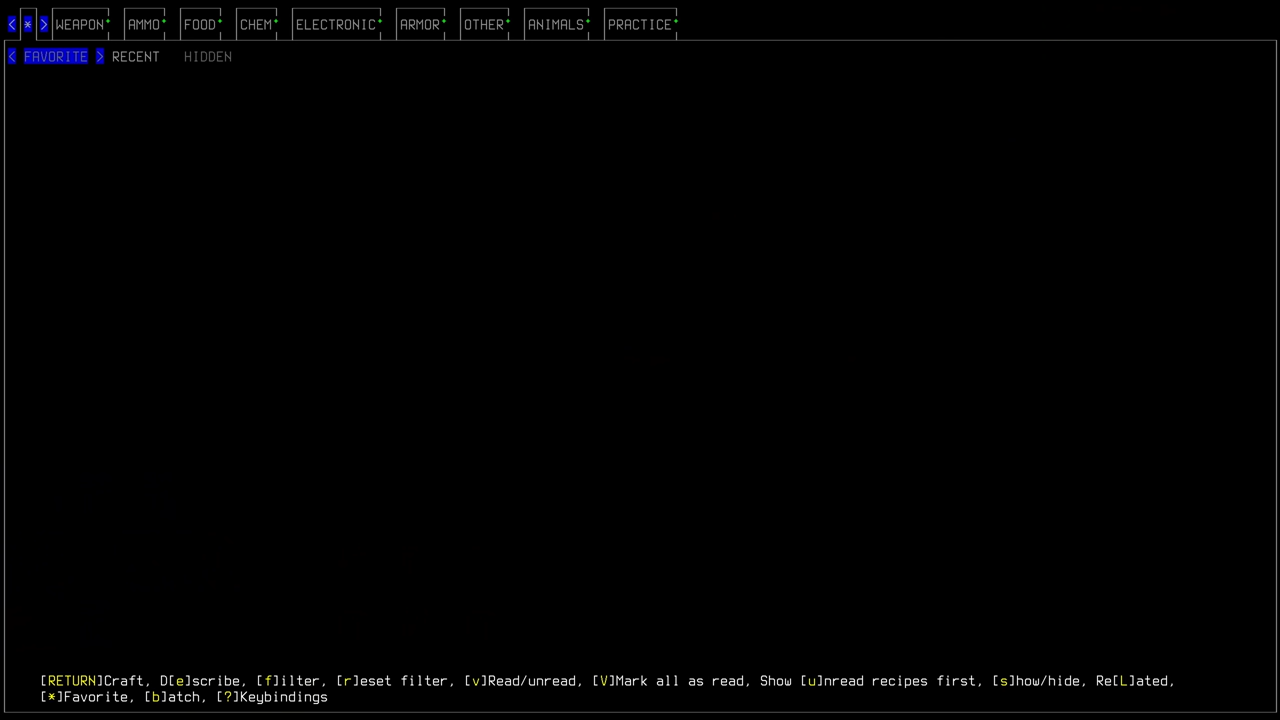 < * > WEAPON* AMMO* FOOD* CHEM* ELECTRONIC* ARMOR* OTHER* ANIMALS* PRACTICE*
< FAVORITE > RECENT HIDDEN
[RETURN]Craft, D[e]scribe, [f]ilter, [r]eset filter, [v]Read/unread, [V]Mark all as read, Show [u]nread recipes first, [s]how/hide, Re[L]ated,
[*]Favorite, [b]atch, [?]Keybindings